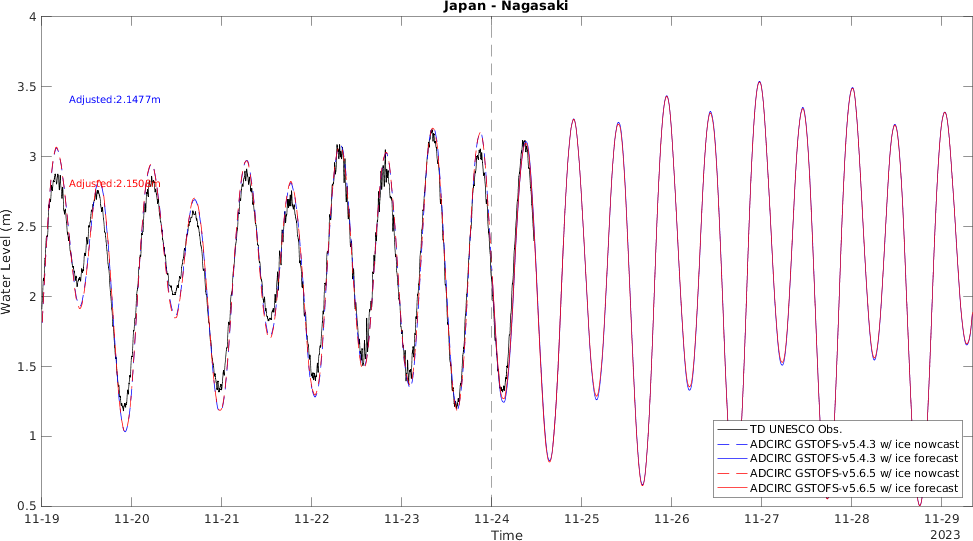 Japan - Nagasaki
4
3.5
3
2.5
2
1.5
1
0.5
Water Level (m)
Adjusted:2.1477m
Adjusted:2.150
TD UNESCO Obs.
ADCIRC GSTOFS-v5.4.3 w/ ice nowcast
ADCIRC GSTOFS-v5.4.3 w/ ice forecast
ADCIRC GSTOFS-v5.6.5 w/ ice nowcast
ADCIRC GSTOFS-v5.6.5 w/ ice forecast
11-19 11-20 11-21 11-22 11-23 11-24 11-25 11-26 11-27 11-28 11-29
Time
2023